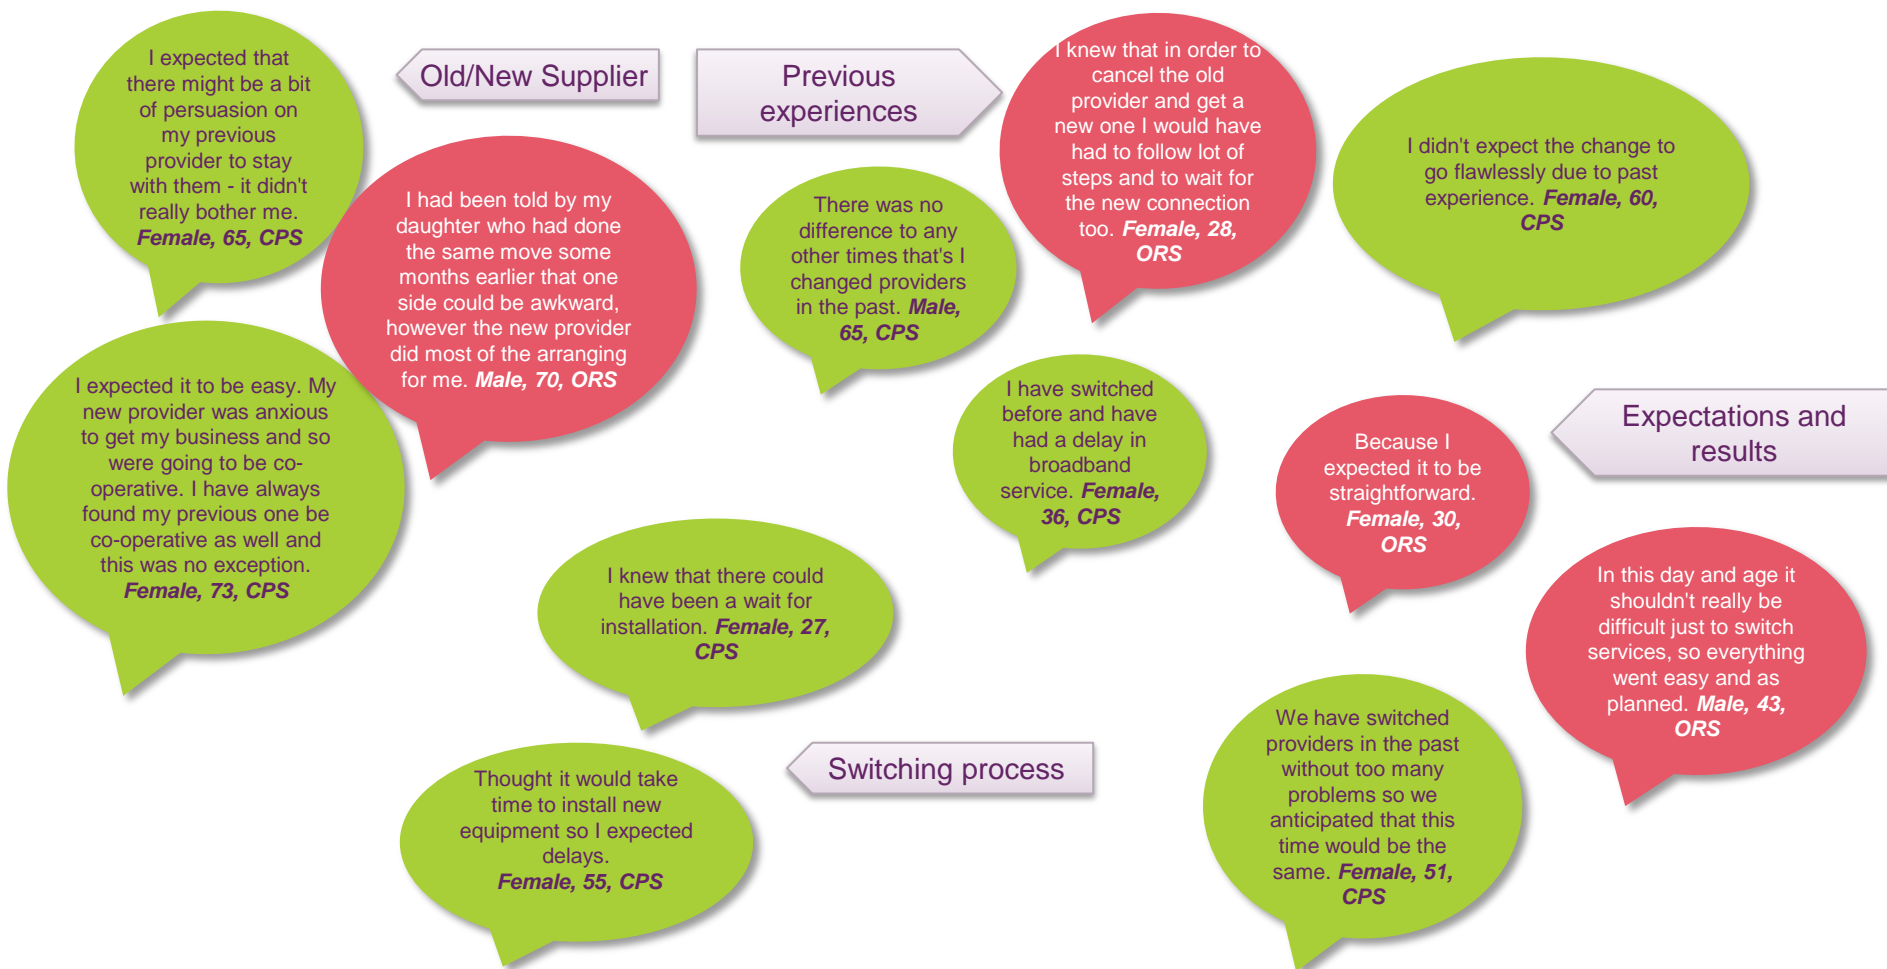 I expected that
there might be a bit
of persuasion on
my previous
provider to stay
with them - it didn't
really bother me.
Female, 65, CPS
Old/New Supplier
Previous
experiences
I knew that in order to
cancel the old
provider and get a
new one I would have
had to follow lot of
steps and to wait for
the new connection
too. Female, 28,
ORS
I didn't expect the change to
go flawlessly due to past
experience. Female, 60,
CPS
I had been told by my
daughter who had done
the same move some
months earlier that one
side could be awkward,
however the new provider
did most of the arranging
for me. Male, 70, ORS
There was no
difference to any
other times that's I
changed providers
in the past. Male,
65, CPS
I expected it to be easy. My
new provider was anxious
to get my business and so
were going to be co-
operative. I have always
found my previous one be
co-operative as well and
this was no exception.
Female, 73, CPS
I have switched
before and have
had a delay in
broadband
service. Female,
36, CPS
Because I
expected it to be
straightforward.
Female, 30,
ORS
Expectations and
results
I knew that there could
have been a wait for
installation. Female, 27,
CPS
In this day and age it
shouldn't really be
difficult just to switch
services, so everything
went easy and as
planned. Male, 43,
ORS
Thought it would take
time to install new
equipment so I expected
delays.
Female, 55, CPS
Switching process
We have switched
providers in the past
without too many
problems so we
anticipated that this
time would be the
same. Female, 51,
CPS